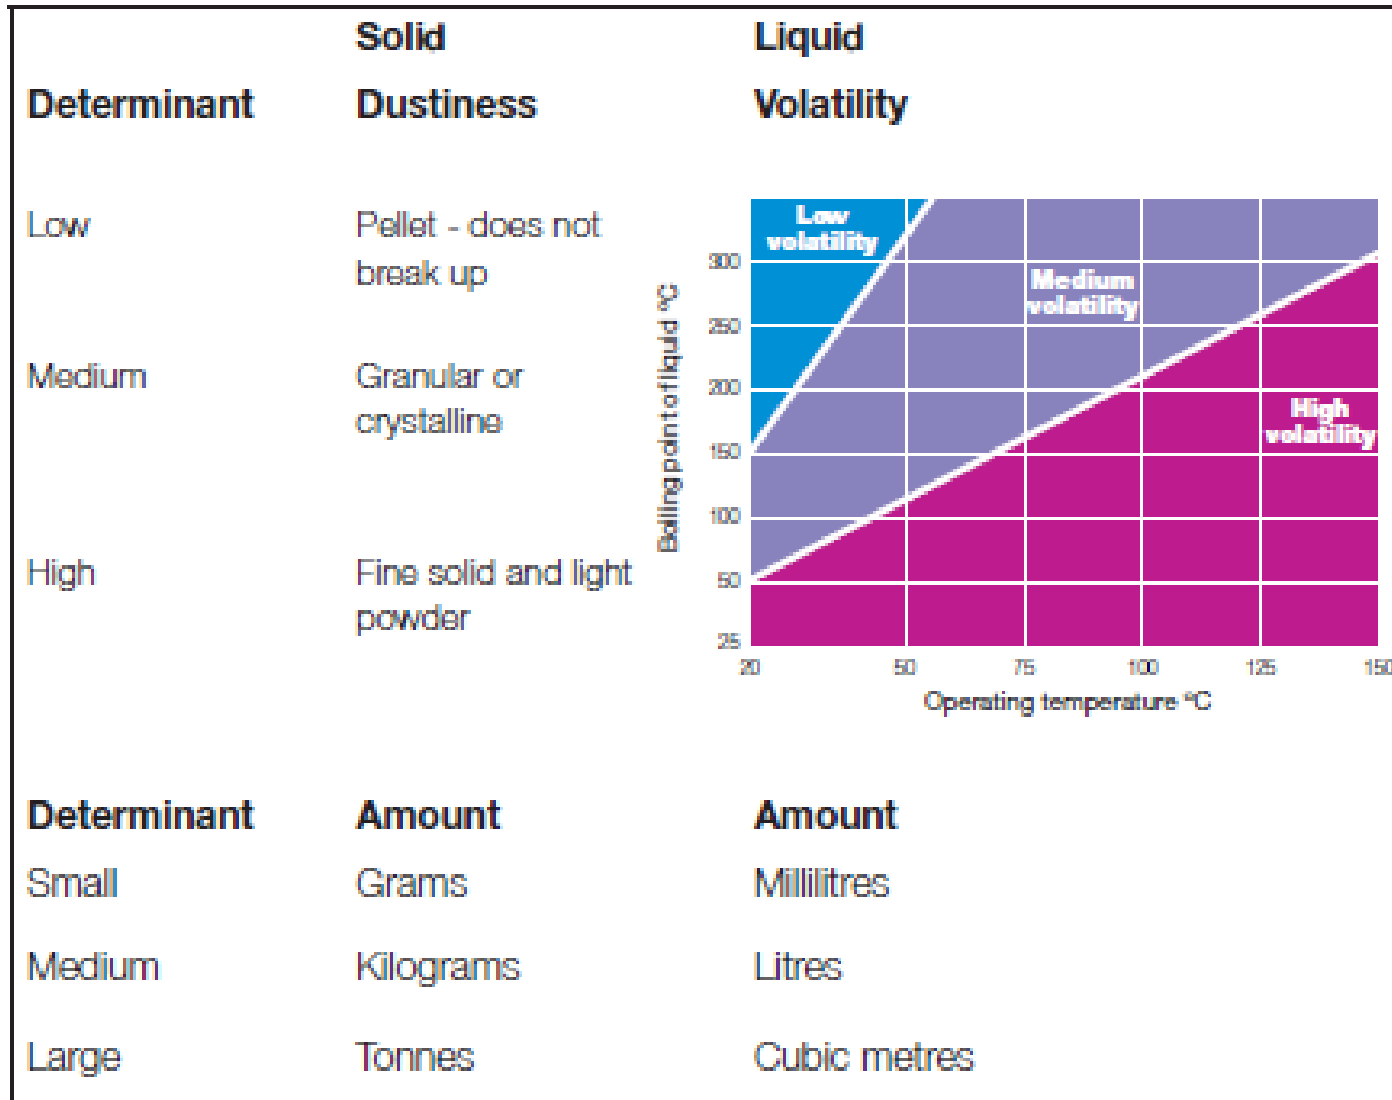 Solid Liquid
Determinant Dustiness Volatility
Low Pellet - does not
break up
Medium Granular or
crystalline
High Fine solid and light
powder
Low
volatility
Medium
volatility
High
volatility
Boiling point of liquid ºC
300
250
200
150
100
50
25
20 50 75 100 125 150
Operating temperature ºC
Determinant Amount Amount
Small Grams Millilitres
Medium Kilograms Litres
Large Tonnes Cubic metres